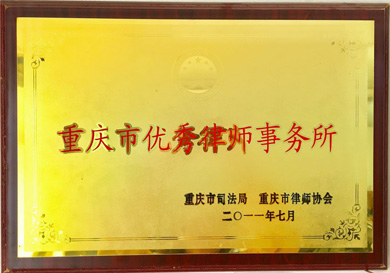 重庆市优秀律师事务所
重庆市司法局 重庆市律师协会
二〇一一年七月